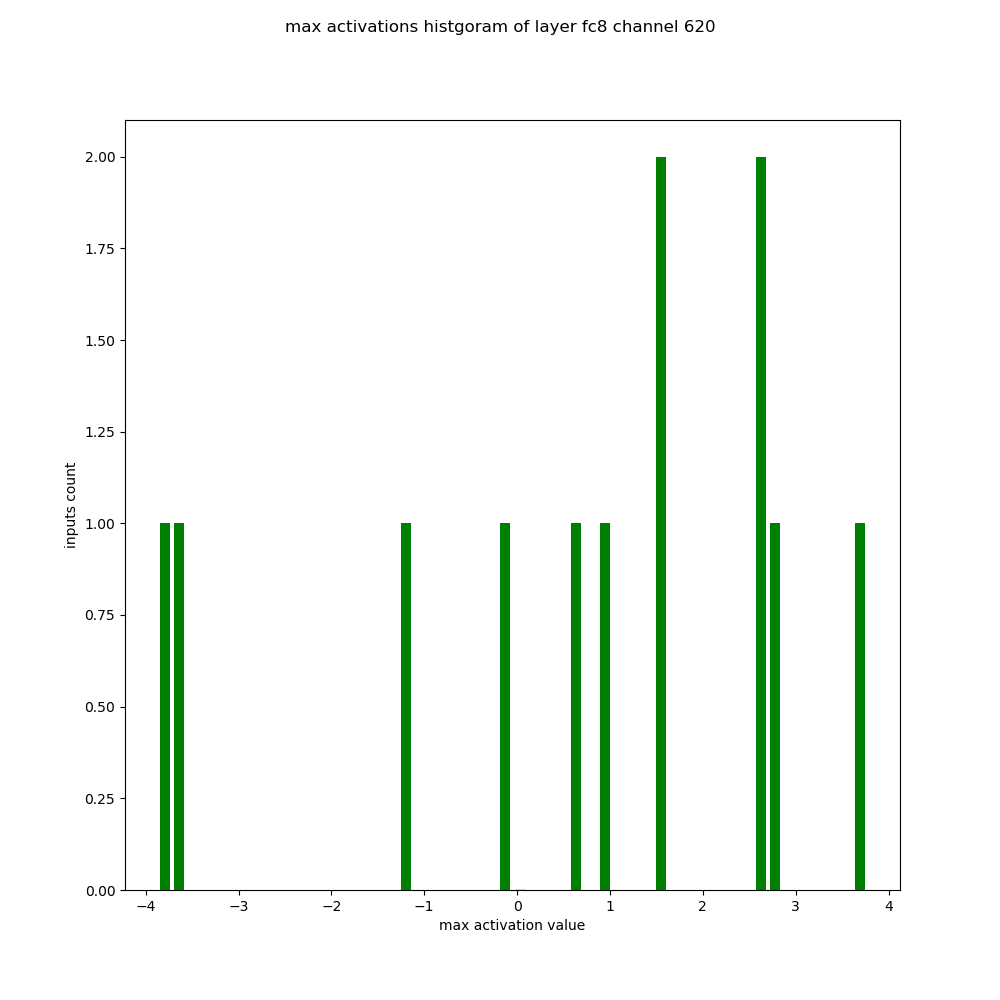 max activations histgoram of layer fc8 channel 620
2.00
1.75
1.50
1.25
1.00
0.75
0.50
0.25
0.00
inputs count
−4 −3 −2 −1 0 1 2 3 4
max activation value